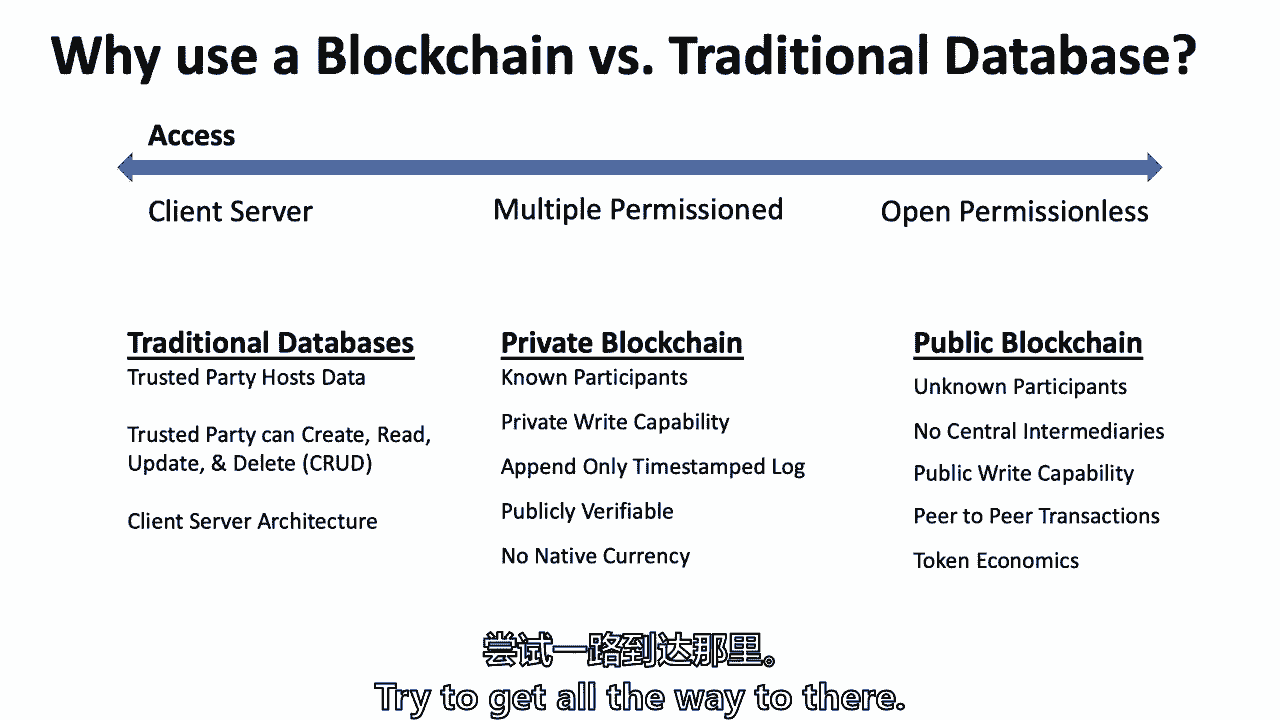 Why use a Blockchain vs. Traditional Database?
Access
Client Server
Multiple Permissioned
Open Permissionless
Traditional Databases
Trusted Party Hosts Data
Trusted Party can Create, Read,
Update, & Delete (CRUD)
Client Server Architecture
Private Blockchain
Known Participants
Private Write Capability
Append Only Timestamped Log
Publicly Verifiable
No Native Currency
Public Blockchain
Unknown Participants
No Central Intermediaries
Public Write Capability
Peer to Peer Transactions
Token Economics
尝试一路到达那里。
Try to get all the way to there.